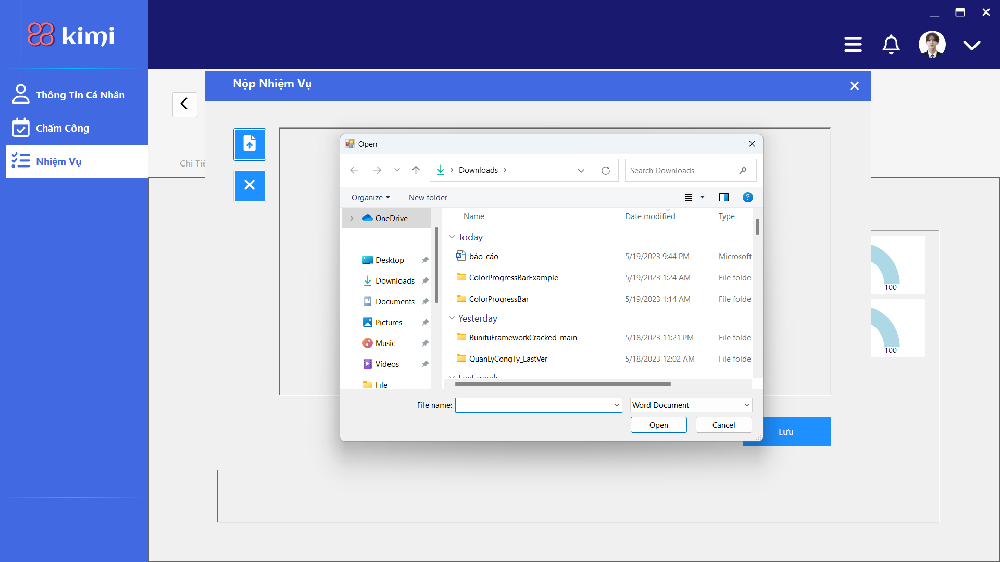 kimi
Thông Tin Cá Nhân
Chấm Công
Nhiệm Vụ
Nộp Nhiệm Vụ
Chi Tiế
Open
Downloads
Search Downloads
Organize
New folder
?
OneDrive
Desktop
Downloads
Documents
Pictures
Music
Videos
File
Name Date modified Type
Today
báo-cáo 5/19/2023 9:44 PM Microsoft
ColorProgressBarExample 5/19/2023 1:24 AM File folde
ColorProgressBar 5/19/2023 1:14 AM File folde
Yesterday
BunifuFrameworkCracked-main 5/18/2023 11:21 PM File folde
QuanLyCongTy_LastVer 5/18/2023 12:02 AM File folde
Last week
File name:
Word Document
Open
Cancel
Lưu
100
100